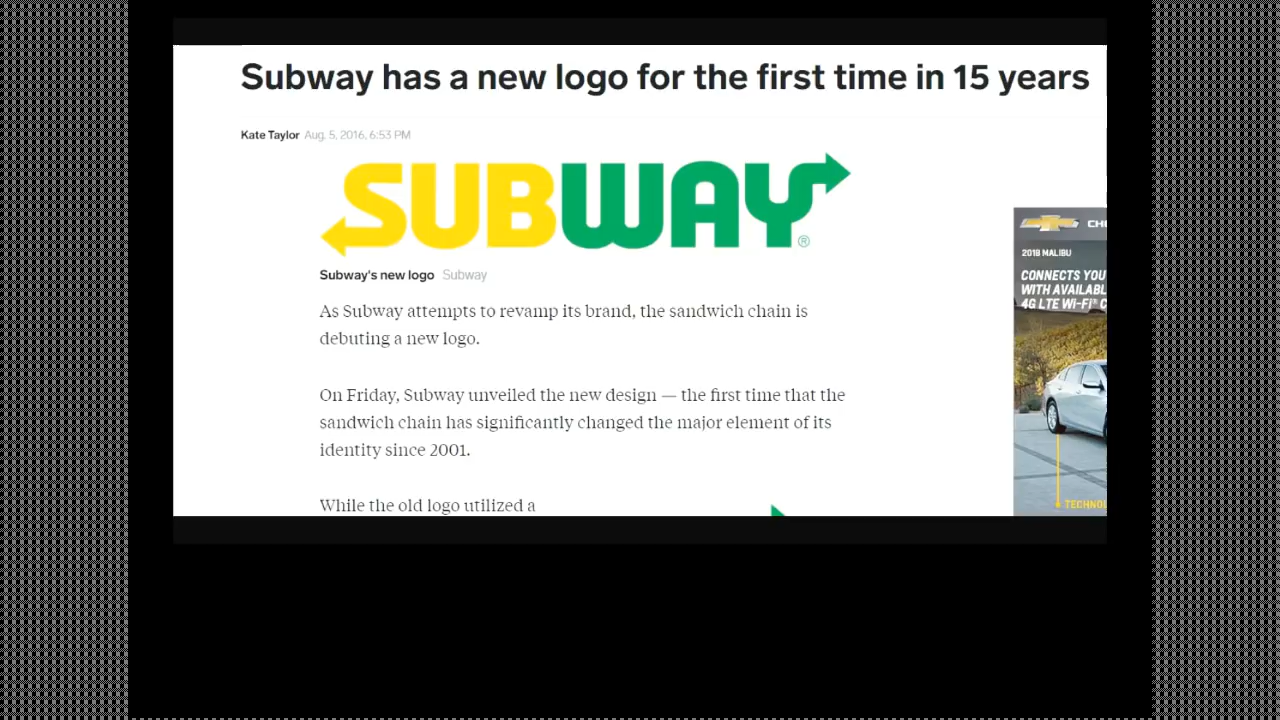 Subway has a new logo for the first time in 15 years
Kate Taylor Aug. 5, 2016, 6:53 PM
SUBWAY®
Subway's new logo Subway
As Subway attempts to revamp its brand, the sandwich chain is
debuting a new logo.
On Friday, Subway unveiled the new design — the first time that the
sandwich chain has significantly changed the major element of its
identity since 2001.
While the old logo utilized a
2018 MALIBU
CONNECTS YOU
WITH AVAILABL
4G LTE Wi-Fi® C